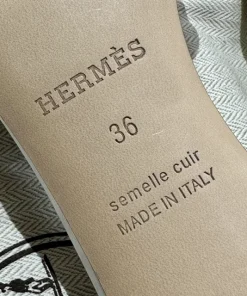 HERMÈS
36
semelle cuir
MADE IN ITALY